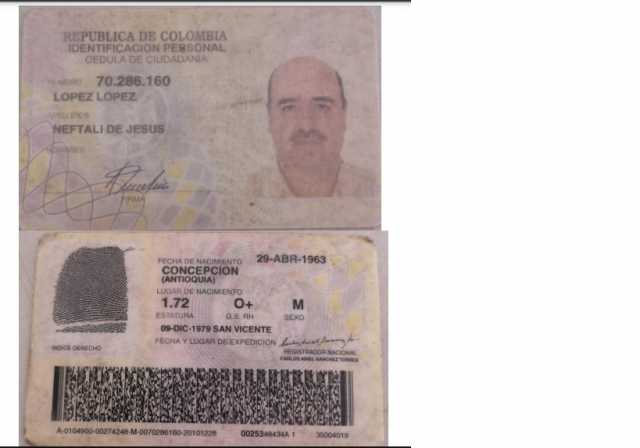 REPUBLICA DE COLOMBIA
IDENTIFICACION PERSONAL
CEDULA DE CIUDADANIA
NUMERO 70.286.160
LOPEZ LOPEZ
APELLIDOS
NEFTALI DE JESUS
NOMBRES
FIRMA
FECHA DE NACIMIENTO 29-ABR-1963
CONCEPCION
(ANTIOQUIA)
LUGAR DE NACIMIENTO
1.72 O+ M
ESTATURA G.S. RH SEXO
09-DIC-1979 SAN VICENTE
FECHA Y LUGAR DE EXPEDICION
INDICE DERECHO
REGISTRADOR NACIONAL
CARLOS ARIEL SANCHEZ TORRES
A-0104900-00274248-M-0070286160-20101228 0025348434A 1 35004019